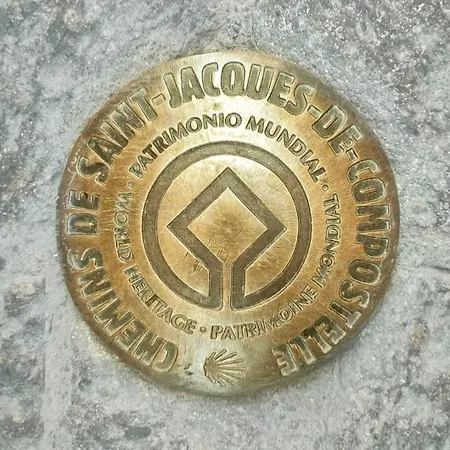 CHEMINS DE SAINT-JACQUES-DE-COMPOSTELLE
WORLD HERITAGE · PATRIMONIO MUNDIAL · PATRIMOINE MONDIAL ·